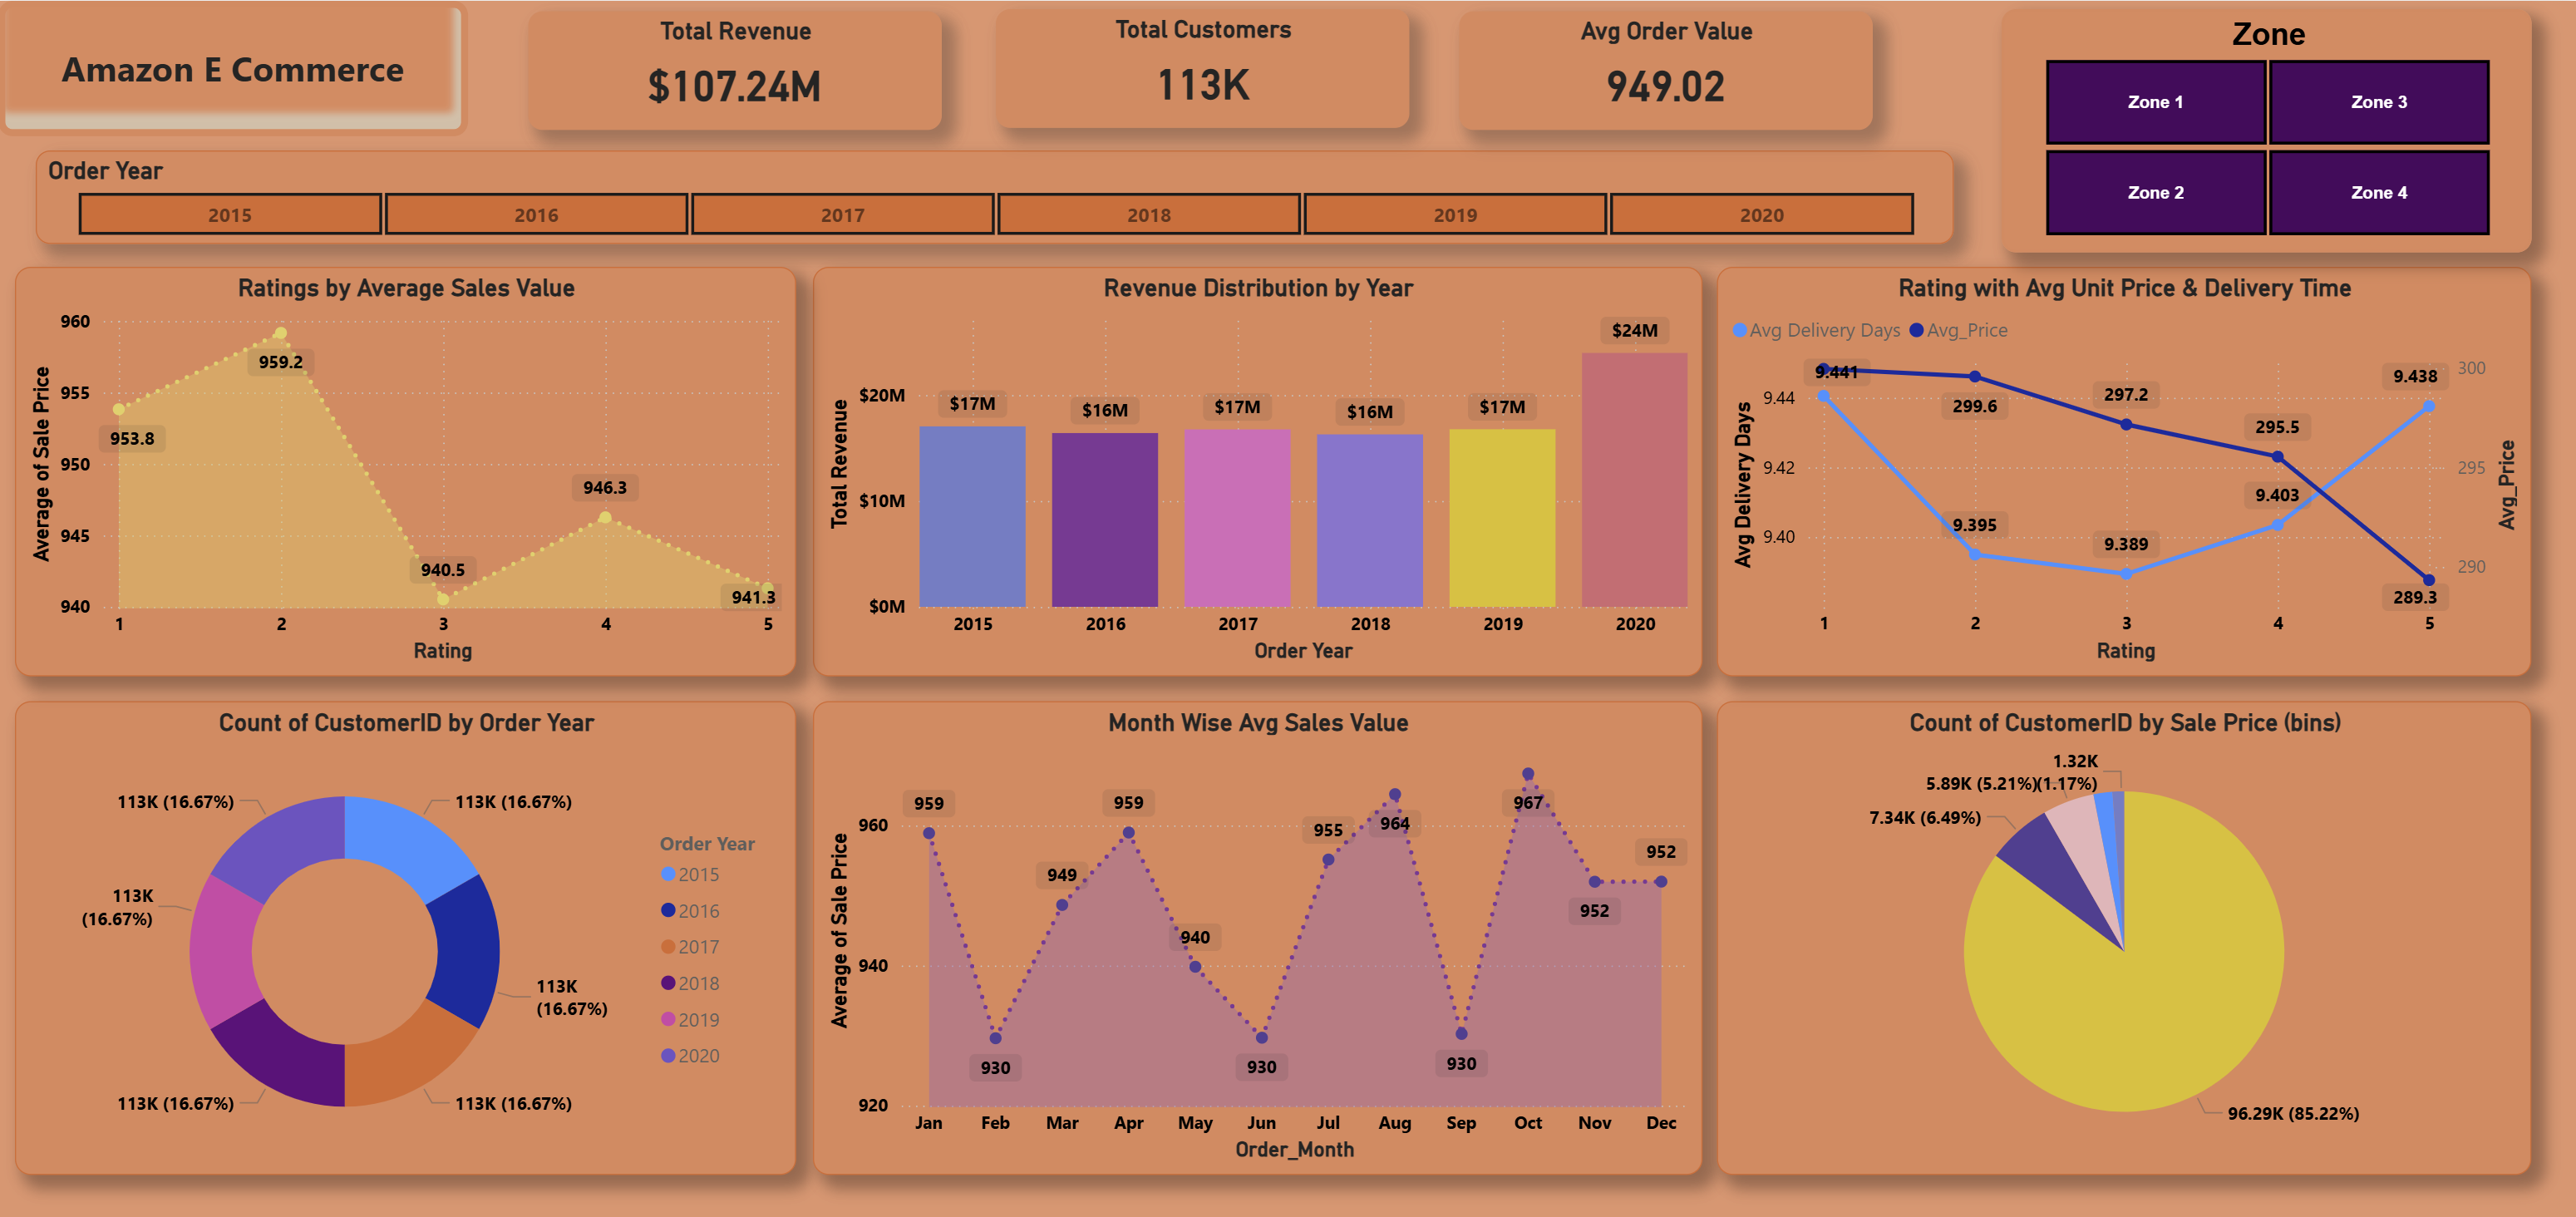 Amazon E Commerce
Total Revenue
$107.24M
Total Customers
113K
Avg Order Value
949.02
Zone
Zone 1
Zone 3
Zone 2
Zone 4
Order Year
2015
2016
2017
2018
2019
2020
Ratings by Average Sales Value
Average of Sale Price
960
955
950
945
940
953.8
959.2
940.5
946.3
941.3
1
2
3
4
5
Rating
Revenue Distribution by Year
Total Revenue
$20M
$10M
$0M
$17M
$16M
$17M
$16M
$17M
$24M
2015
2016
2017
2018
2019
2020
Order Year
Rating with Avg Unit Price & Delivery Time
Avg Delivery Days
Avg_Price
Avg Delivery Days
9.44
9.42
9.40
9.441
299.6
297.2
295.5
9.438
9.395
9.389
9.403
289.3
300
295
290
Avg_Price
1
2
3
4
5
Rating
Count of CustomerID by Order Year
113K (16.67%)
113K (16.67%)
113K
(16.67%)
113K
(16.67%)
113K (16.67%)
113K (16.67%)
Order Year
2015
2016
2017
2018
2019
2020
Month Wise Avg Sales Value
Average of Sale Price
960
940
920
959
930
949
959
940
930
955
964
930
967
952
952
Jan
Feb
Mar
Apr
May
Jun
Jul
Aug
Sep
Oct
Nov
Dec
Order_Month
Count of CustomerID by Sale Price (bins)
1.32K
(1.17%)
5.89K (5.21%)
7.34K (6.49%)
96.29K (85.22%)